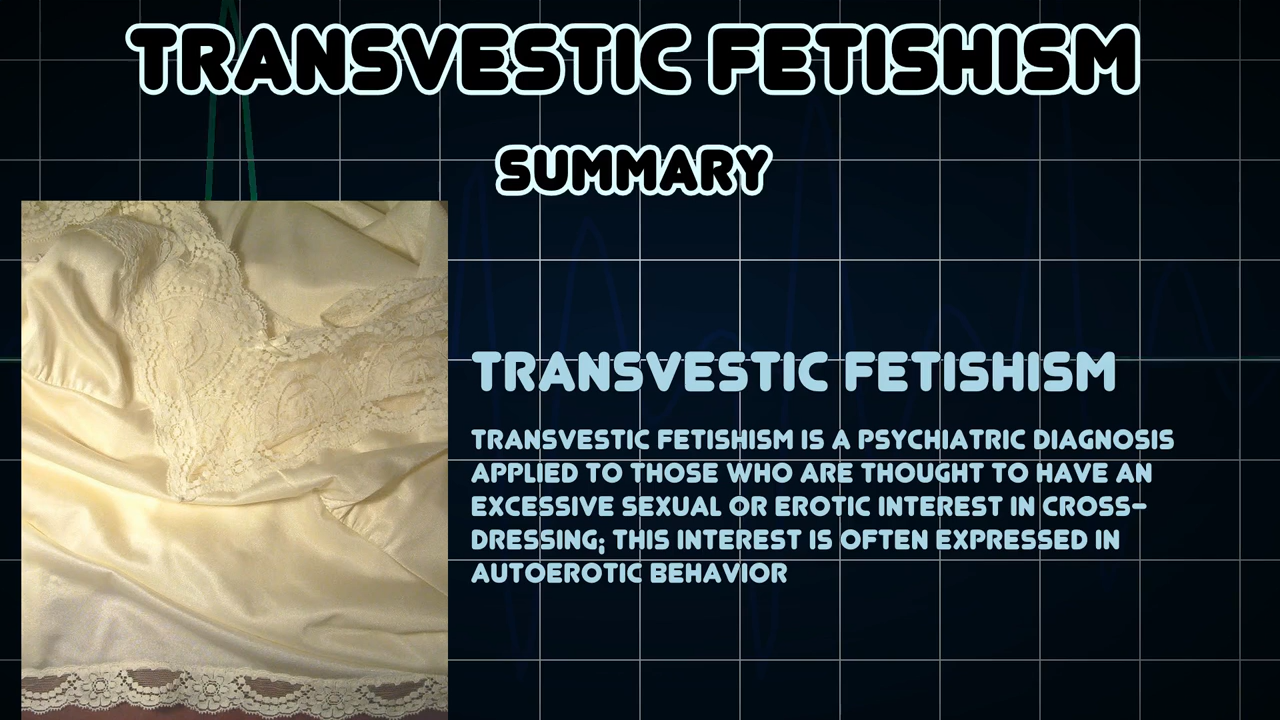 TRANSVESTIC FETISHISM
SUMMARY
TRANSVESTIC FETISHISM
TRANSVESTIC FETISHISM IS A PSYCHIATRIC DIAGNOSIS
APPLIED TO THOSE WHO ARE THOUGHT TO HAVE AN
EXCESSIVE SEXUAL OR EROTIC INTEREST IN CROSS-
DRESSING; THIS INTEREST IS OFTEN EXPRESSED IN
AUTOEROTIC BEHAVIOR